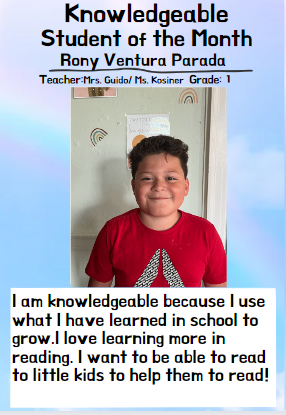 Knowledgeable
Student of the Month
Rony Ventura Parada
Teacher:Mrs. Guido/ Ms. Kosiner Grade: 1
I am knowledgeable because I use
what I have learned in school to
grow.I love learning more in
reading. I want to be able to read
to little kids to help them to read!